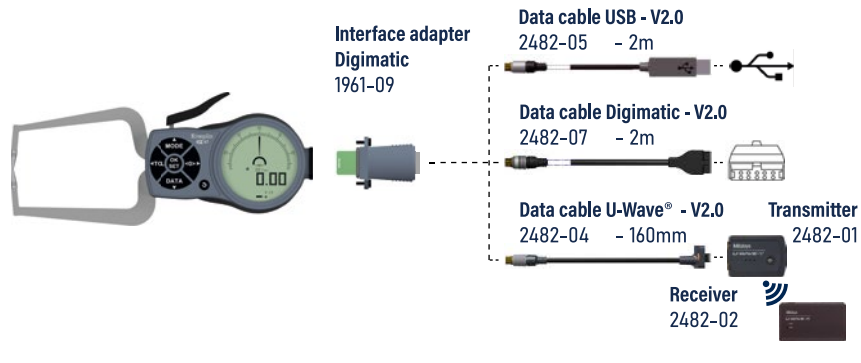 Data cable USB - V2.0
2482-05 - 2m
Interface adapter
Digimatic
1961-09
Data cable Digimatic - V2.0
2482-07 - 2m
MODE
OK
SET
DATA
0.00
Data cable U-Wave® - V2.0
2482-04 - 160mm
Transmitter
2482-01
Receiver
2482-02